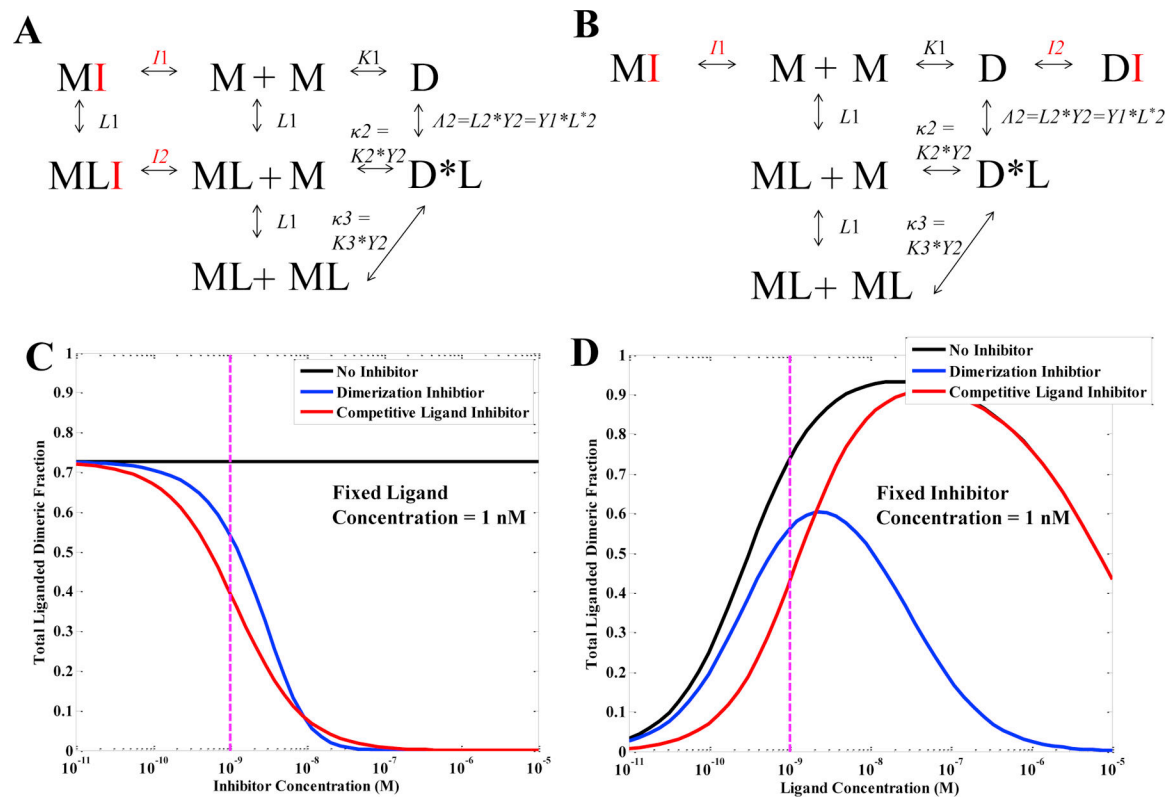 A
MI I1 M + M K1 D
L1 L1 Λ2=L2*Y2=Y1*L*2
κ2 =
K2*Y2
MLI I2 ML + M D*L
L1 κ3 =
K3*Y2
ML + ML
B
MI I1 M + M K1 D I2 DI
L1 Λ2=L2*Y2=Y1*L*2
κ2 =
K2*Y2
ML + M D*L
L1 κ3 =
K3*Y2
ML + ML
C
Total Liganded Dimeric Fraction
1
0.9
0.8
0.7
0.6
0.5
0.4
0.3
0.2
0.1
0
No Inhibitor
Dimerization Inhibtior
Competitive Ligand Inhibitor
Fixed Ligand
Concentration = 1 nM
10-11 10-10 10-9 10-8 10-7 10-6 10-5
Inhibitor Concentration (M)
D
Total Liganded Dimeric Fraction
1
0.9
0.8
0.7
0.6
0.5
0.4
0.3
0.2
0.1
0
No Inhibitor
Dimerization Inhibtior
Competitive Ligand Inhibitor
Fixed Inhibitor
Concentration = 1 nM
10-11 10-10 10-9 10-8 10-7 10-6 10-5
Ligand Concentration (M)